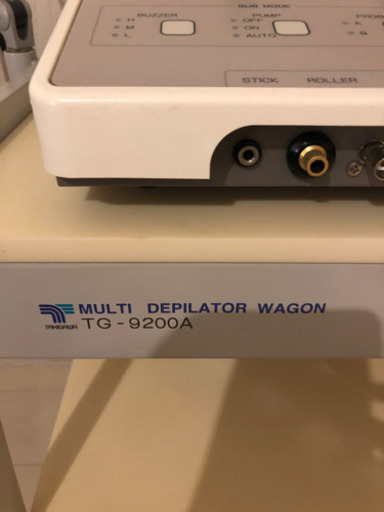 SUB MODE
BUZZER
H
M
L
PUMP
OFF
ON
AUTO
A
B
STICK ROLLER
MULTI DEPILATOR WAGON
TG-9200A